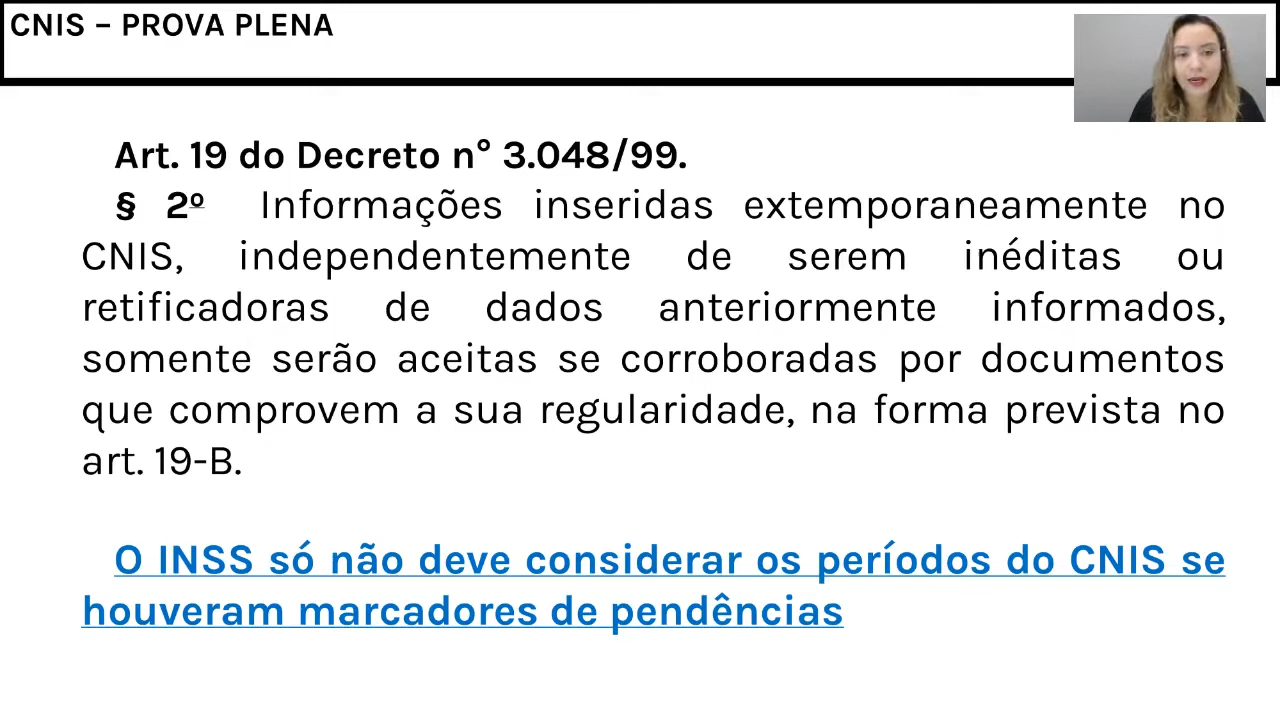 CNIS – PROVA PLENA
Art. 19 do Decreto n° 3.048/99.
§ 2º Informações inseridas extemporaneamente no
CNIS, independentemente de serem inéditas ou
retificadoras de dados anteriormente informados,
somente serão aceitas se corroboradas por documentos
que comprovem a sua regularidade, na forma prevista no
art. 19-B.
O INSS só não deve considerar os períodos do CNIS se
houveram marcadores de pendências